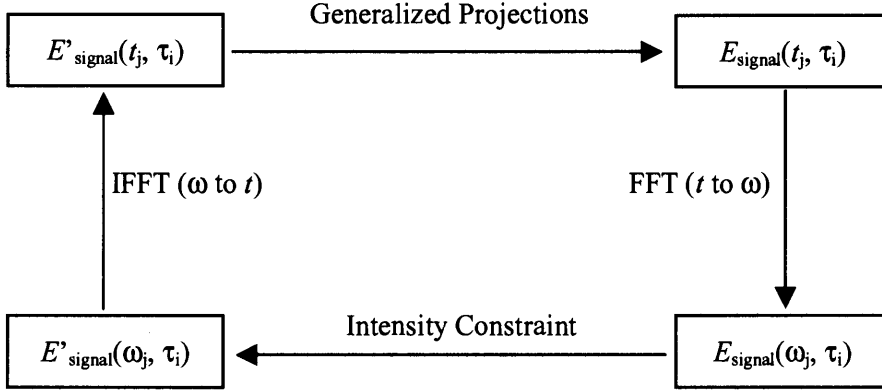 Generalized Projections
E’signal(tj, τi)
Esignal(tj, τi)
IFFT (ω to t)
FFT (t to ω)
Intensity Constraint
E’signal(ωj, τi)
Esignal(ωj, τi)